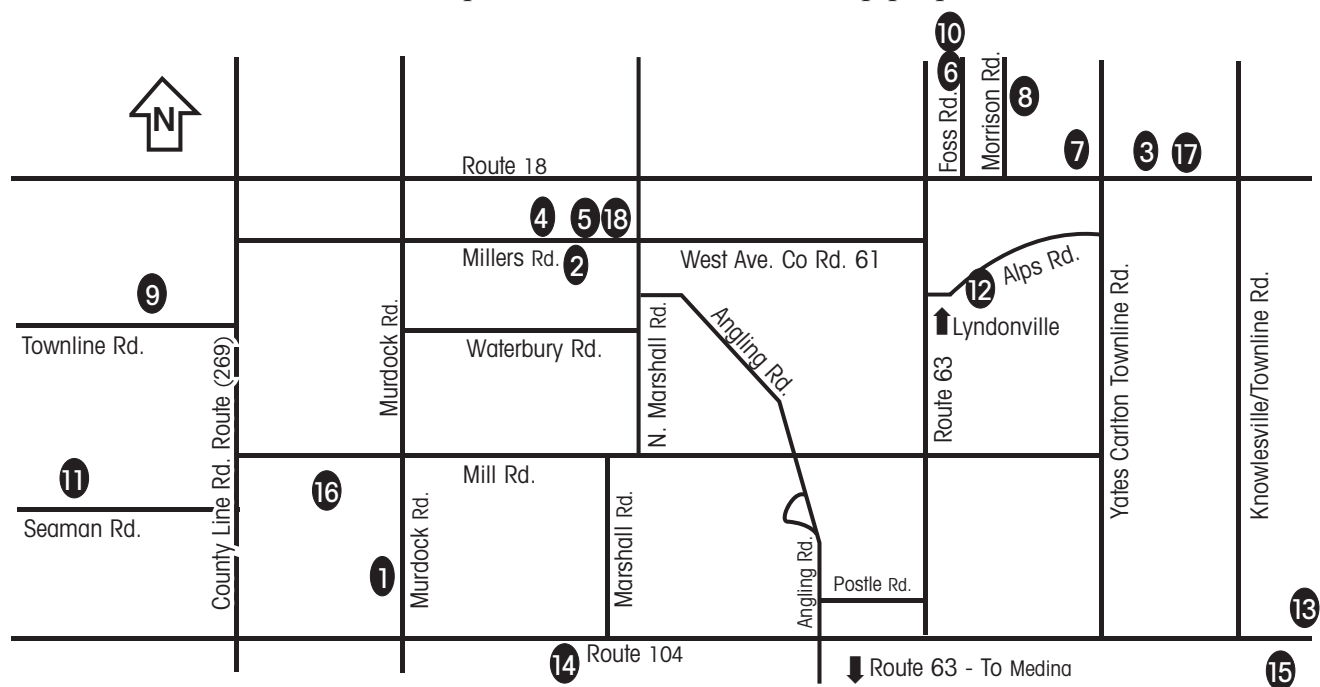 10
6
Foss Rd.
Morrison Rd.
8
N
7
3
17
Route 18
4
5
18
Millers Rd.
2
West Ave. Co Rd. 61
9
12
Alps Rd.
Townline Rd.
Murdock Rd.
Waterbury Rd.
N. Marshall Rd.
Angling Rd.
Lyndonville
Route 63
Yates Carlton Townline Rd.
Knowlesville/Townline Rd.
County Line Rd. Route (269)
11
Seaman Rd.
16
Mill Rd.
1
Murdock Rd.
Marshall Rd.
Angling Rd.
Postle Rd.
13
14
Route 104
Route 63 - To Medina
15